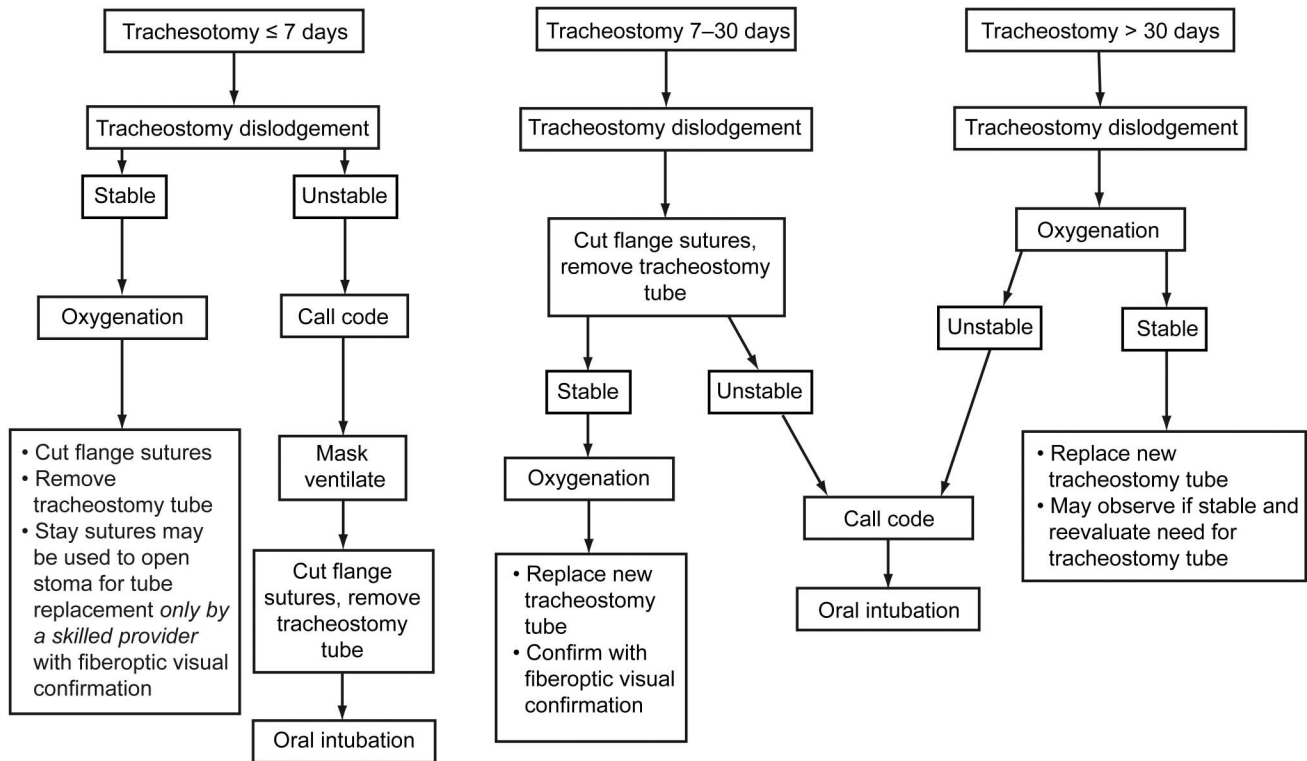 Trachesotomy ≤ 7 days
Tracheostomy dislodgement
Stable
Unstable
Oxygenation
Call code
• Cut flange sutures
• Remove
tracheostomy tube
• Stay sutures may
be used to open
stoma for tube
replacement only by
a skilled provider
with fiberoptic visual
confirmation
Mask
ventilate
Cut flange
sutures, remove
tracheostomy
tube
Oral intubation
Tracheostomy 7–30 days
Tracheostomy dislodgement
Cut flange sutures,
remove tracheostomy
tube
Stable
Unstable
Oxygenation
• Replace new
tracheostomy
tube
• Confirm with
fiberoptic visual
confirmation
Tracheostomy > 30 days
Tracheostomy dislodgement
Oxygenation
Unstable
Stable
Call code
Oral intubation
• Replace new
tracheostomy tube
• May observe if stable and
reevaluate need for
tracheostomy tube